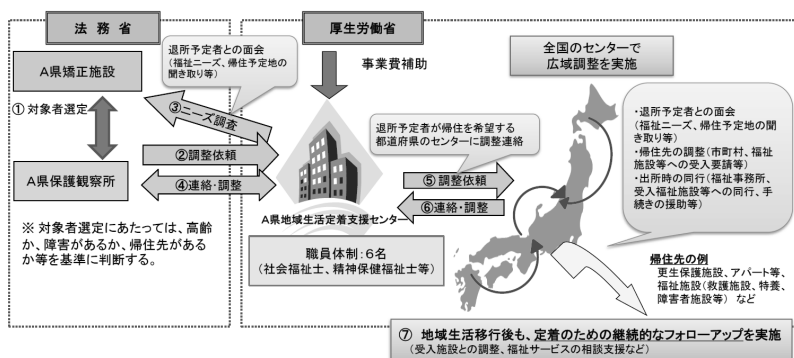 法務省
A県矯正施設
① 対象者選定
A県保護観察所
退所予定者との面会
(福祉ニーズ、帰住予定地の
聞き取り等)
③ニーズ調査
②調整依頼
④連絡・調整
※ 対象者選定にあたっては、高齢
か、障害があるか、帰住先がある
か等を基準に判断する。
厚生労働省
事業費補助
A県地域生活定着支援センター
職員体制:6名
(社会福祉士、精神保健福祉士等)
退所予定者が帰住を希望する
都道府県のセンターに調整連絡
⑤調整依頼
⑥連絡・調整
全国のセンターで
広域調整を実施
・退所予定者との面会
(福祉ニーズ、帰住予定地の聞
き取り等)
・帰住先の調整(市町村、福祉
施設等への受入要請等)
・出所時の同行(福祉事務所、
受入福祉施設等への同行、手
続きの援助等)
帰住先の例
更生保護施設、アパート等、
福祉施設(救護施設、特養、
障害者施設等) など
⑦ 地域生活移行後も、定着のための継続的なフォローアップを実施
(受入施設との調整、福祉サービスの相談支援など)